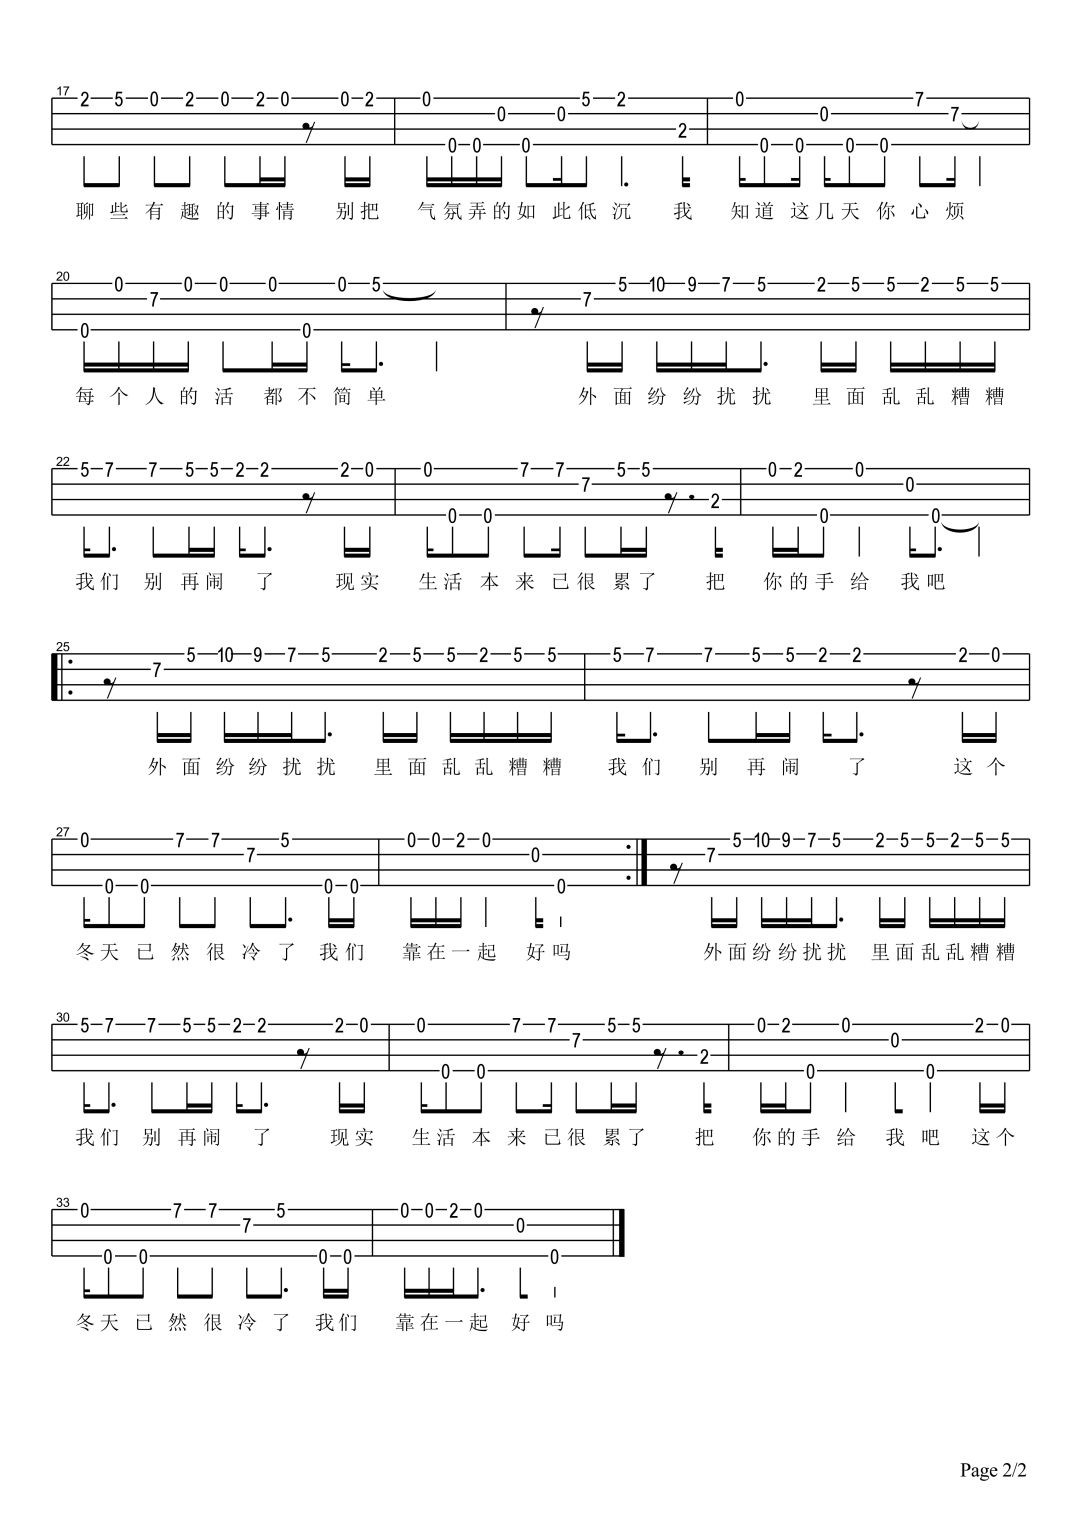 17
2 5 0 2 0 2 0 0 2 0 0 0 0 0 0 5 2 2 0 0 0 0 0 0 7 7
聊些有趣的事情 别把 气氛弄的如此低沉 我 知道这几天你心烦
20
0 0 7 0 0 0 0 0 5 7 5 10 9 7 5 2 5 5 2 5 5
每个人的活都不简单 外面纷纷扰扰 里面乱乱糟糟
22
5 7 7 5 5 2 2 2 0 0 0 0 7 7 7 5 5 2 0 2 0 0 0 0
我们 别再闹 了 现实 生活本来已很累了 把 你的手给 我吧
25
7 5 10 9 7 5 2 5 5 2 5 5 5 7 7 5 5 2 2 2 0
外面纷纷扰扰 里面乱乱糟糟 我们 别再闹 了 这个
27
0 0 0 7 7 7 5 0 0 0 0 2 0 0 0 7 5 10 9 7 5 2 5 5 2 5 5
冬天已然很冷了 我们 靠在一起 好吗 外面纷纷扰扰 里面乱乱糟糟
30
5 7 7 5 5 2 2 2 0 0 0 0 7 7 7 5 5 2 0 2 0 0 0 0 2 0
我们 别再闹 了 现实 生活本来已很累了 把 你的手给 我吧 这个
33
0 0 0 7 7 7 5 0 0 0 0 2 0 0 0
冬天已然很冷了 我们 靠在一起 好吗
Page 2/2